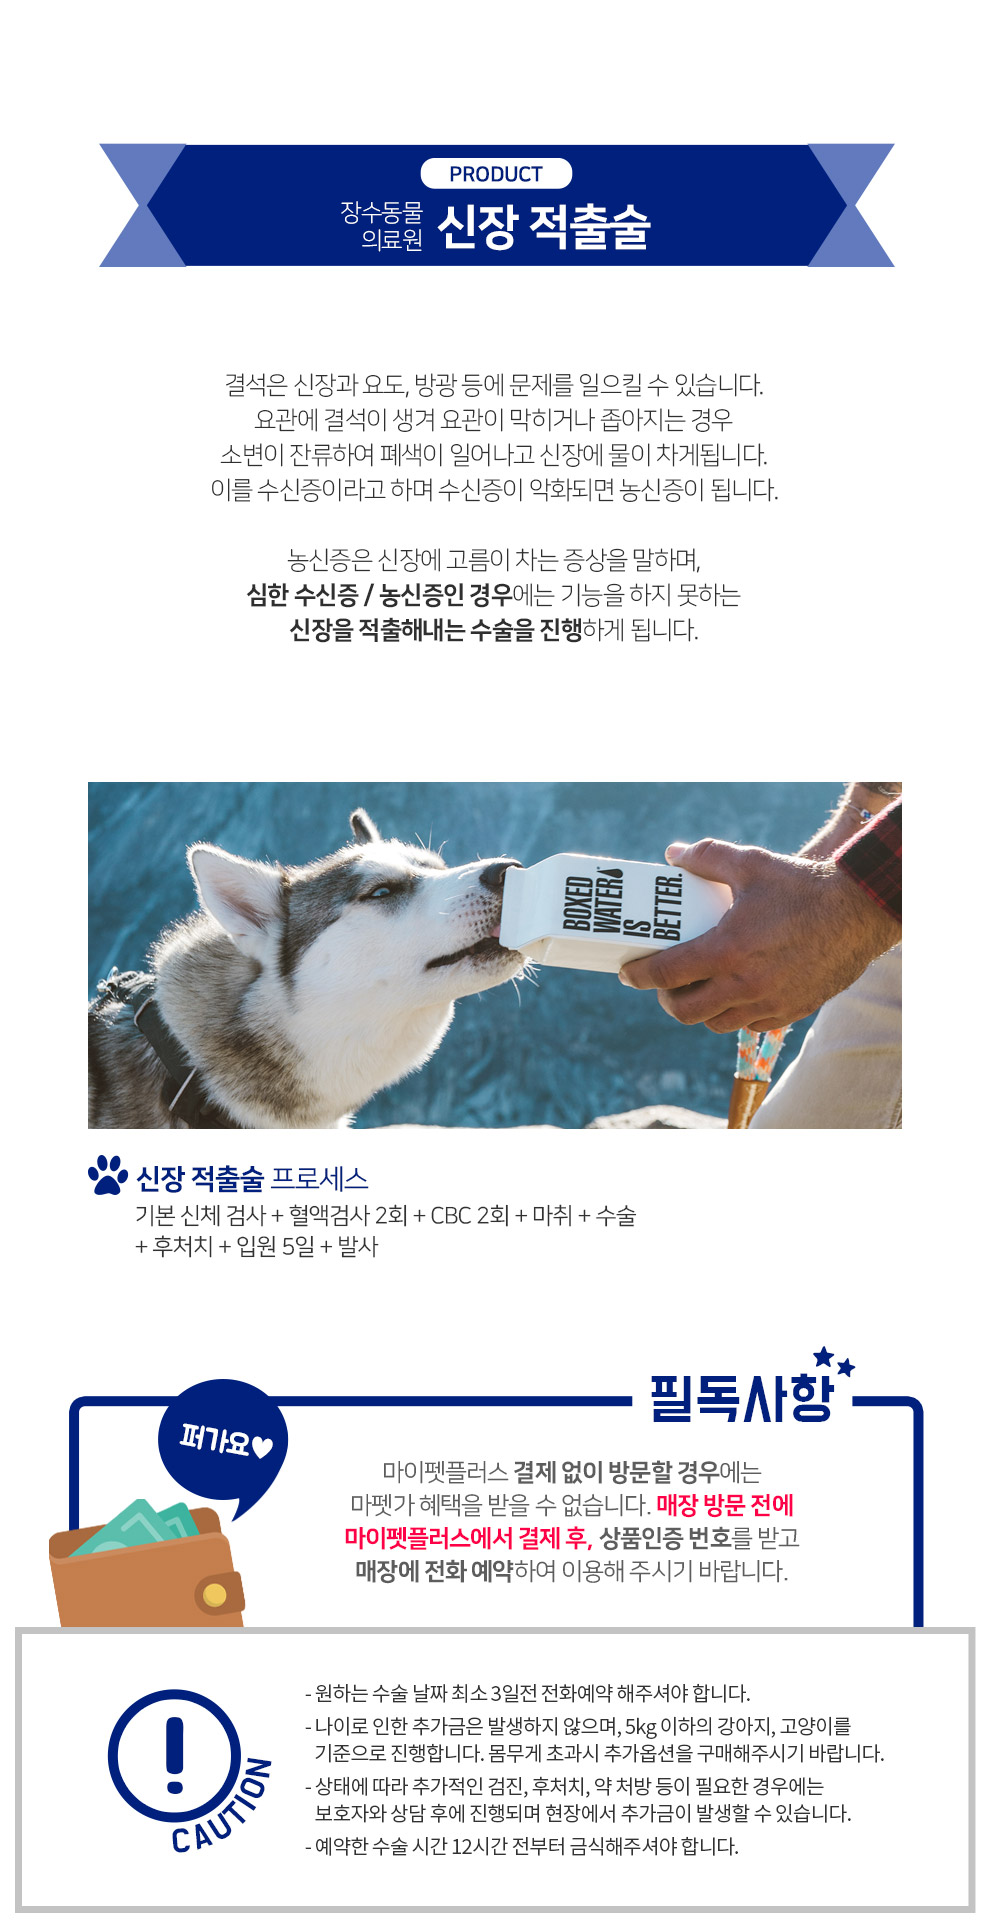 PRODUCT
장수동물
의료원
신장 적출술
결석은 신장과 요도, 방광 등에 문제를 일으킬 수 있습니다.
요관에 결석이 생겨 요관이 막히거나 좁아지는 경우
소변이 잔류하여 폐색이 일어나고 신장에 물이 차게됩니다.
이를 수신증이라고 하며 수신증이 악화되면 농신증이 됩니다.
농신증은 신장에 고름이 차는 증상을 말하며,
심한 수신증 / 농신증인 경우에는 기능을 하지 못하는
신장을 적출해내는 수술을 진행하게 됩니다.
BOXED
WATER
IS
BETTER.
신장 적출술 프로세스
기본 신체 검사 + 혈액검사 2회 + CBC 2회 + 마취 + 수술
+ 후처치 + 입원 5일 + 발사
필독사항
퍼가요
마이펫플러스 결제 없이 방문할 경우에는
마펫가 혜택을 받을 수 없습니다. 매장 방문 전에
마이펫플러스에서 결제 후, 상품인증 번호를 받고
매장에 전화 예약하여 이용해 주시기 바랍니다.
CAUTION
- 원하는 수술 날짜 최소 3일전 전화예약 해주셔야 합니다.
- 나이로 인한 추가금은 발생하지 않으며, 5kg 이하의 강아지, 고양이를
기준으로 진행합니다. 몸무게 초과시 추가옵션을 구매해주시기 바랍니다.
- 상태에 따라 추가적인 검진, 후처치, 약 처방 등이 필요한 경우에는
보호자와 상담 후에 진행되며 현장에서 추가금이 발생할 수 있습니다.
- 예약한 수술 시간 12시간 전부터 금식해주셔야 합니다.